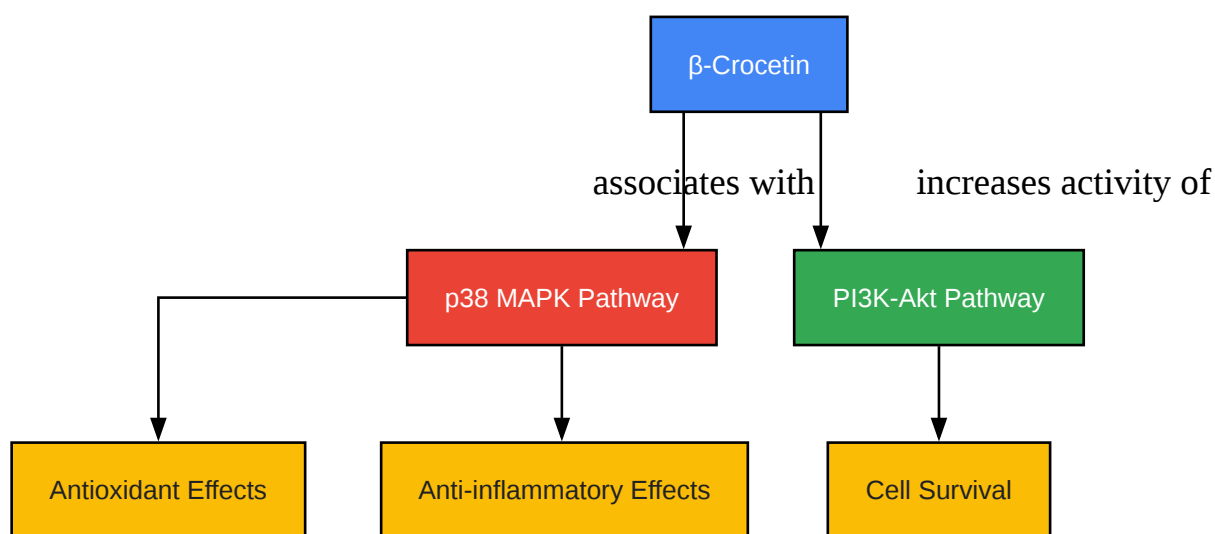 β-Crocetin
associates with
increases activity of
p38 MAPK Pathway
PI3K-Akt Pathway
Antioxidant Effects
Anti-inflammatory Effects
Cell Survival